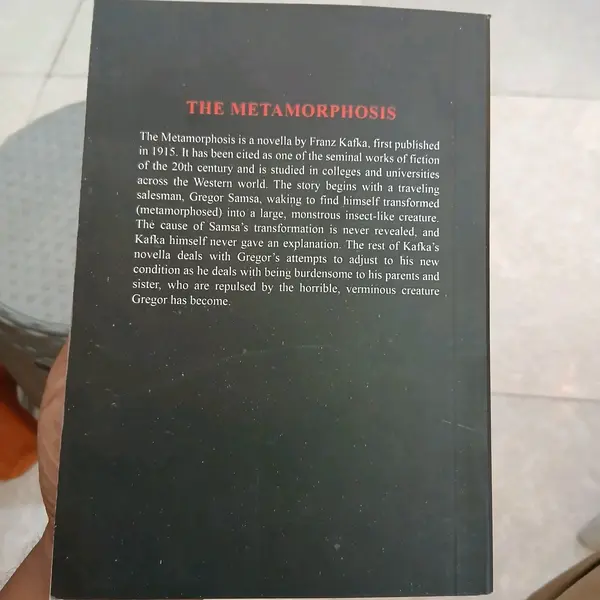 THE METAMORPHOSIS
The Metamorphosis is a novella by Franz Kafka, first published
in 1915. It has been cited as one of the seminal works of fiction
of the 20th century and is studied in colleges and universities
across the Western world. The story begins with a traveling
salesman, Gregor Samsa, waking to find himself transformed
(metamorphosed) into a large, monstrous insect-like creature.
The cause of Samsa's transformation is never revealed, and
Kafka himself never gave an explanation. The rest of Kafka's
novella deals with Gregor's attempts to adjust to his new
condition as he deals with being burdensome to his parents and
sister, who are repulsed by the horrible, verminous creature
Gregor has become.